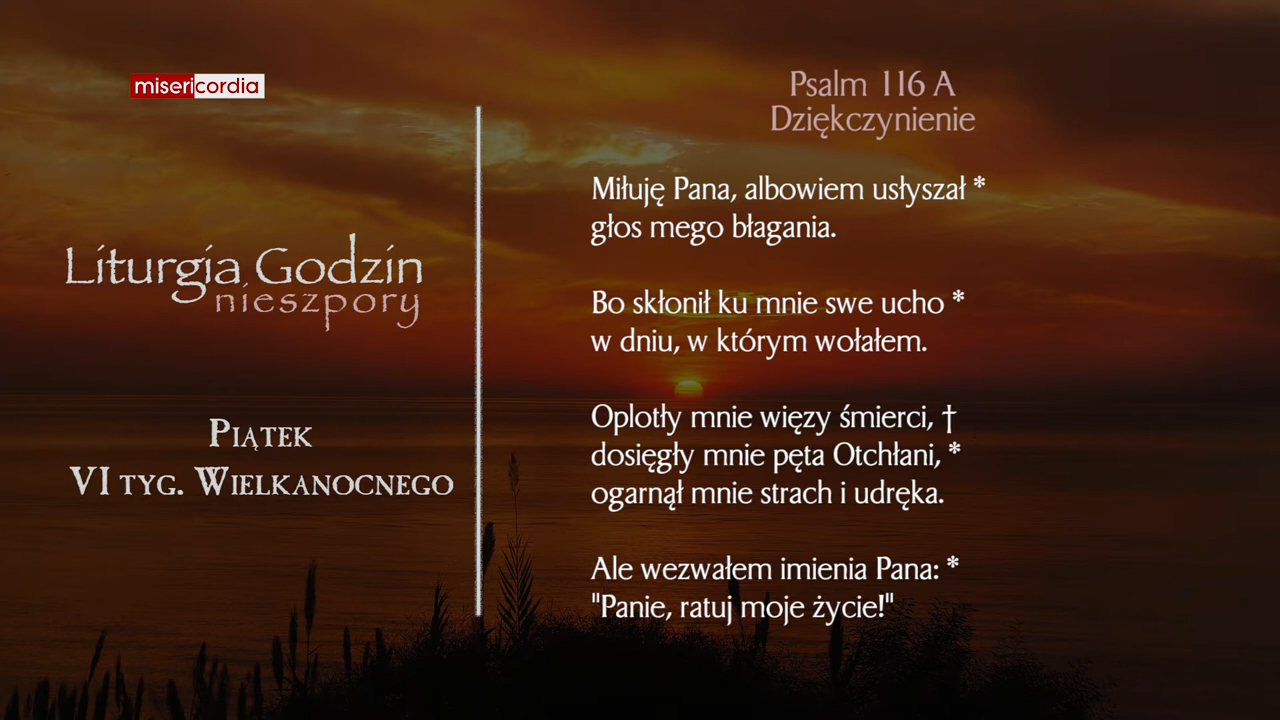 misericordia
Liturgia Godzin
nieszpory
Piątek
VI tyg. Wielkanocnego
Psalm 116 A
Dziękczynienie
Miłuję Pana, albowiem usłyszał *
głos mego błagania.
Bo skłonił ku mnie swe ucho *
w dniu, w którym wołałem.
Oplotły mnie więzy śmierci, †
dosięgły mnie pęta Otchłani, *
ogarnął mnie strach i udręka.
Ale wezwałem imienia Pana: *
"Panie, ratuj moje życie!"